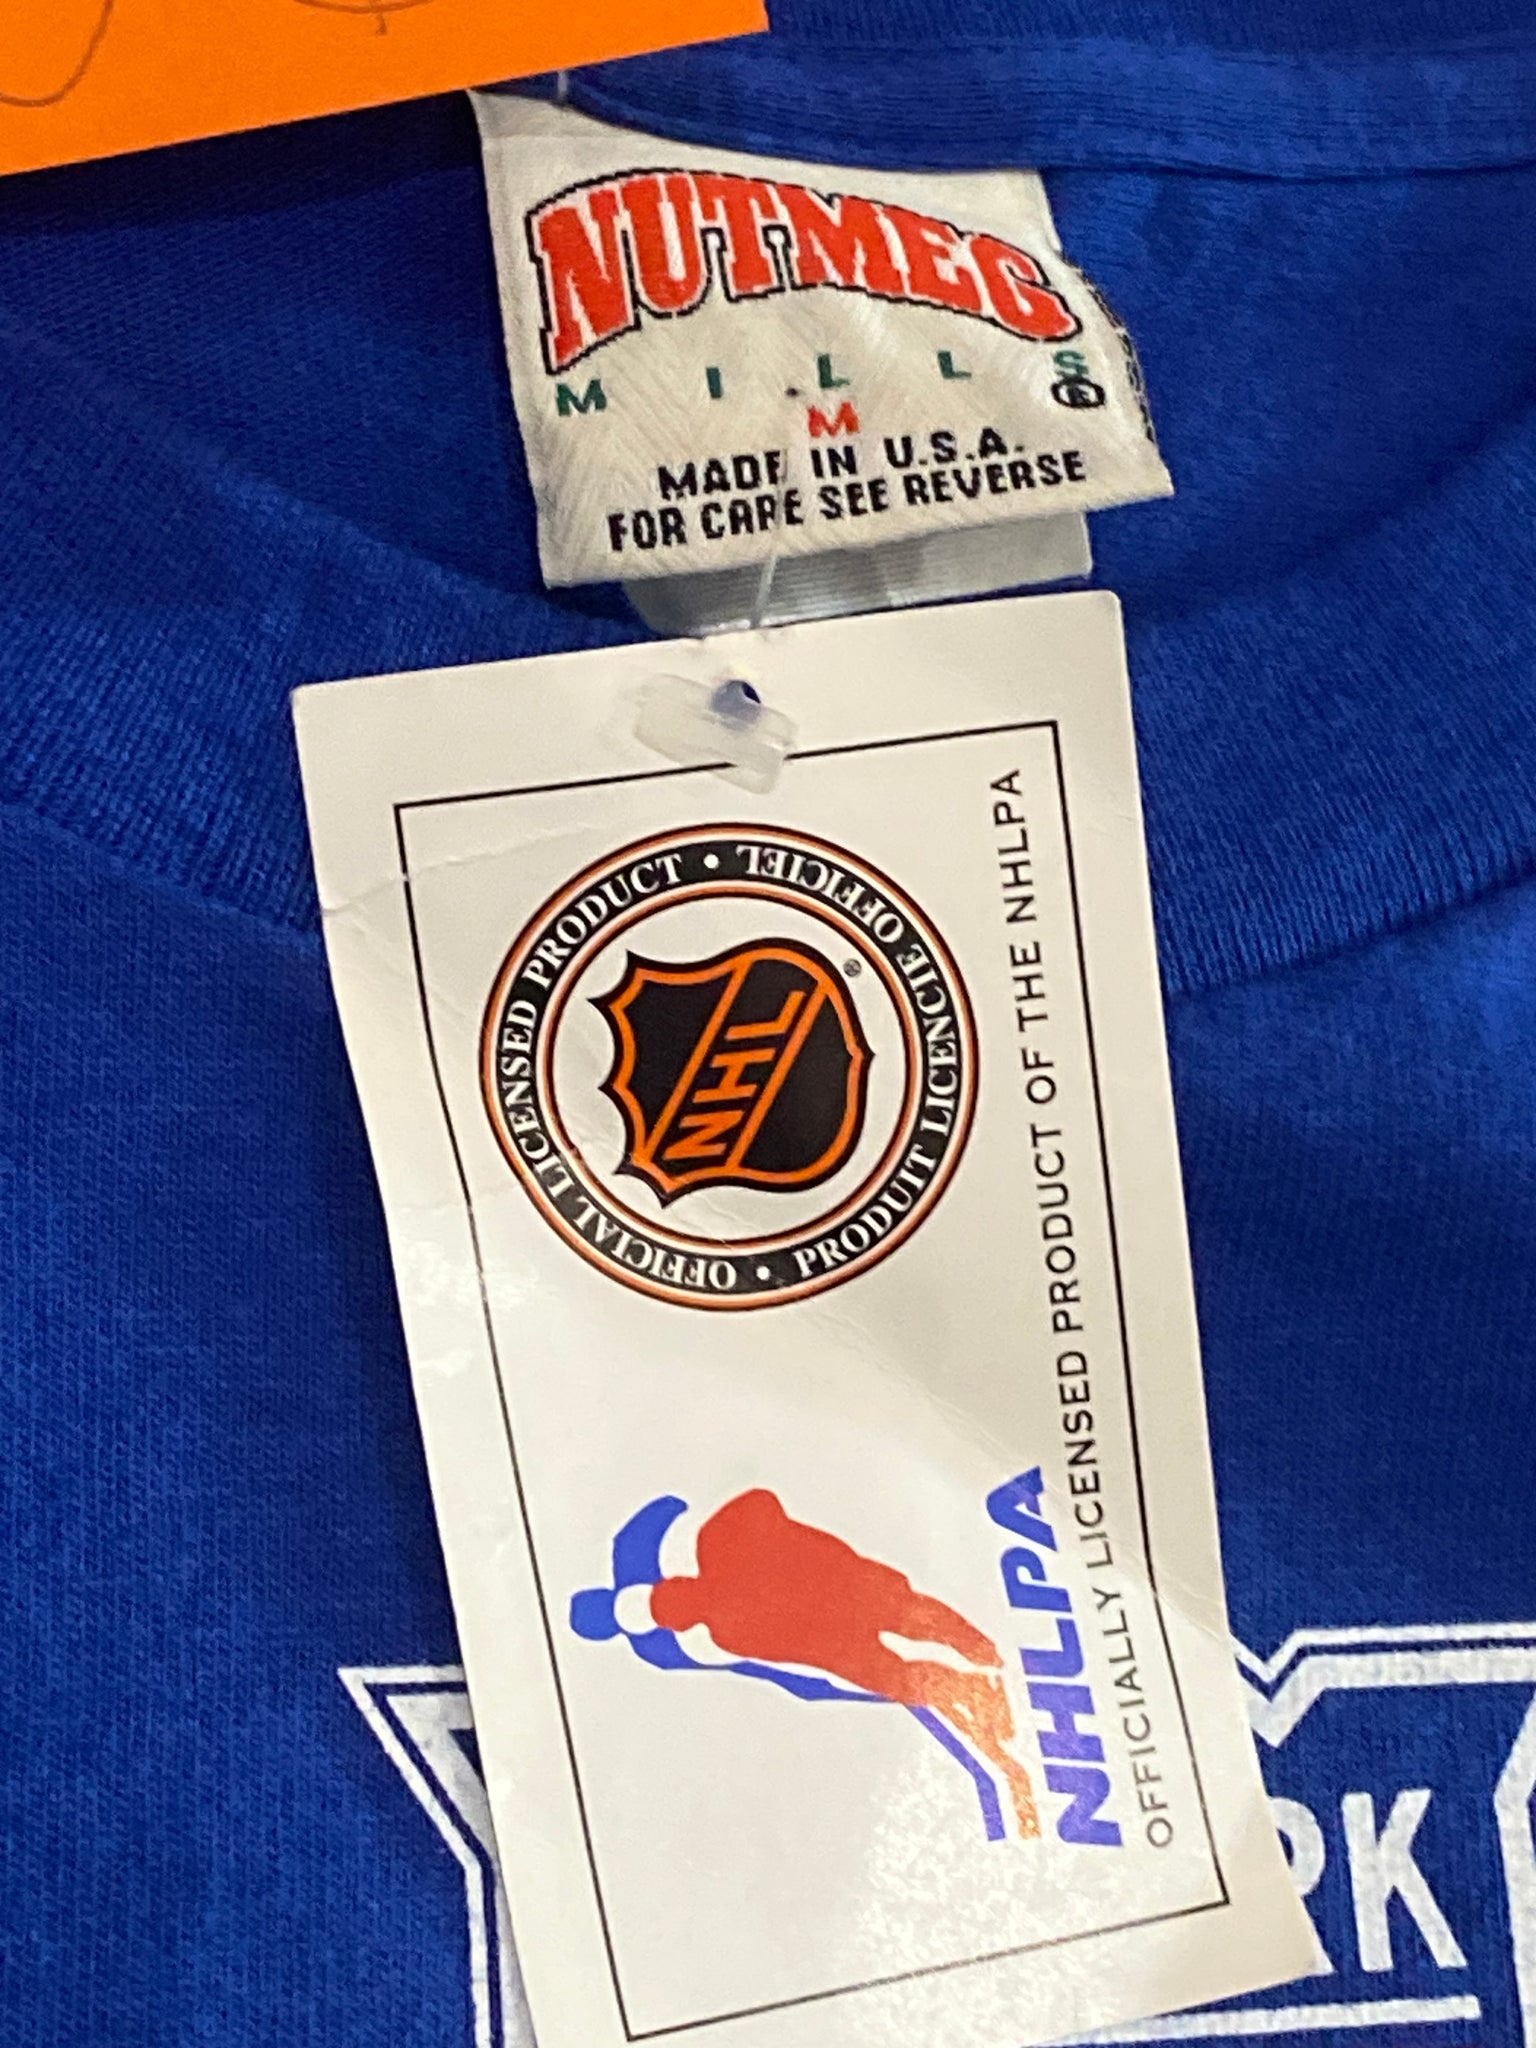 NUTMEG
MILLS®
M
MADE IN U.S.A.
FOR CARE SEE REVERSE
OFFICIAL LICENSED PRODUCT • PRODUIT LICENCIE OFFICIEL •
NHL®
NHLPA
OFFICIALLY LICENSED PRODUCT OF THE NHLPA
RK